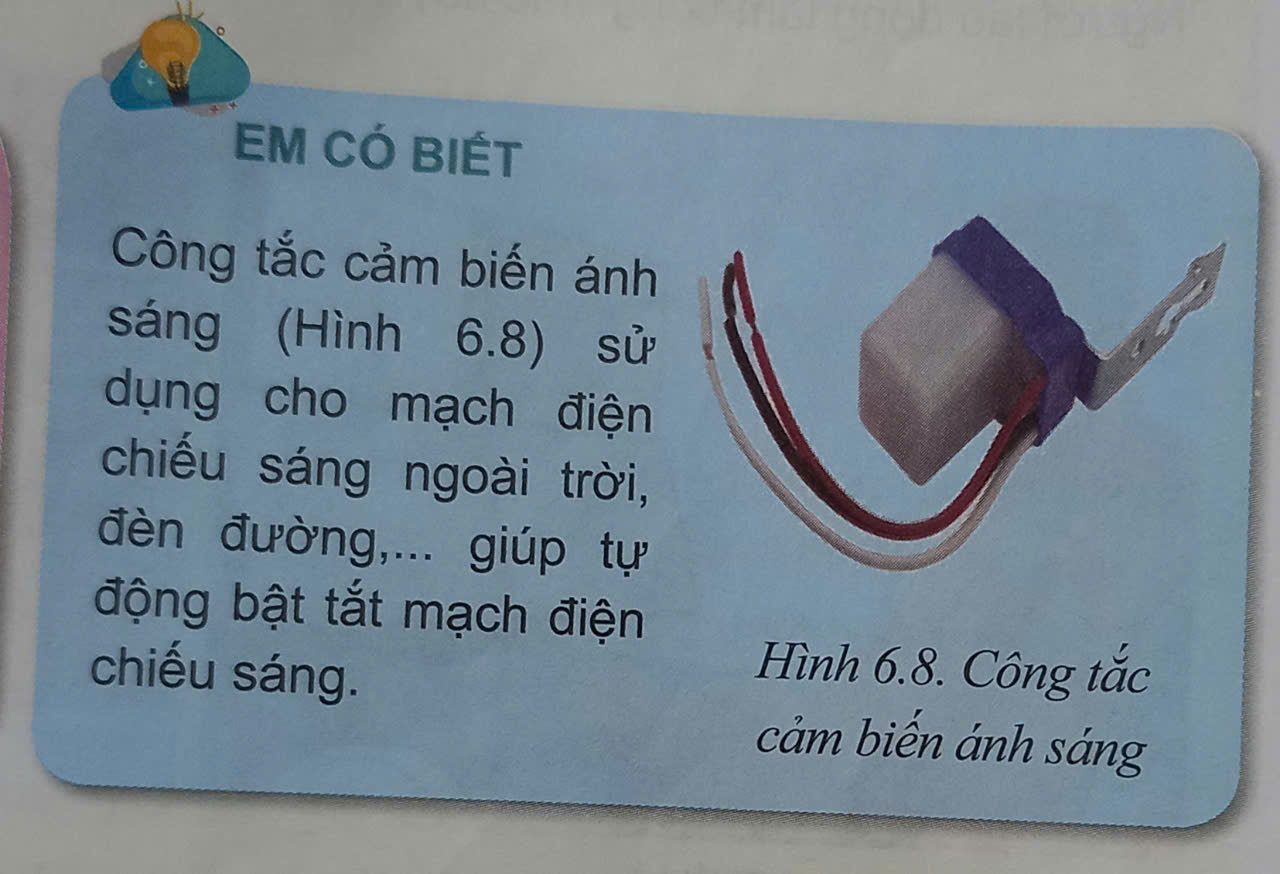 EM CÓ BIẾT
Công tắc cảm biến ánh
sáng (Hình 6.8) sử
dụng cho mạch điện
chiếu sáng ngoài trời,
đèn đường,... giúp tự
động bật tắt mạch điện
chiếu sáng.
Hình 6.8. Công tắc
cảm biến ánh sáng